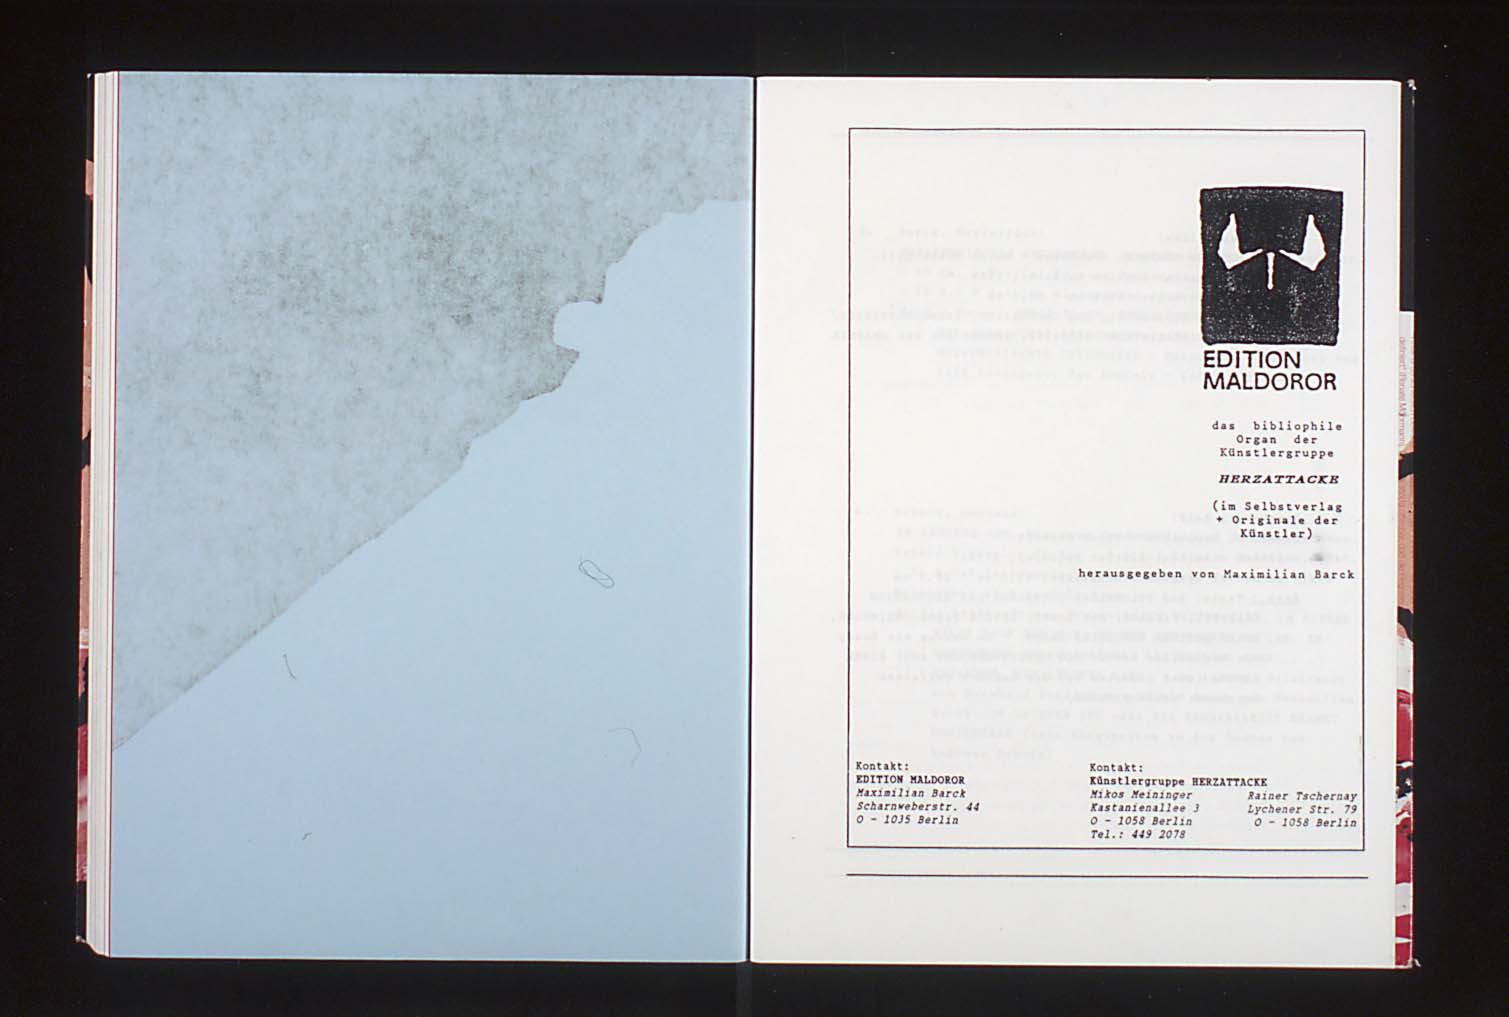 EDITION
MALDOROR
das bibliophile
Organ der
Künstlergruppe
HERZATTACKE
(im Selbstverlag
+ Originale der
Künstler)
herausgegeben von Maximilian Barck
Kontakt:
EDITION MALDOROR
Maximilian Barck
Scharnweberstr. 44
O - 1035 Berlin
Kontakt:
Künstlergruppe HERZATTACKE
Mikos Meininger
Kastanienallee 3
O - 1058 Berlin
Tel.: 449 2078
Rainer Tschernay
Lychener Str. 79
O - 1058 Berlin